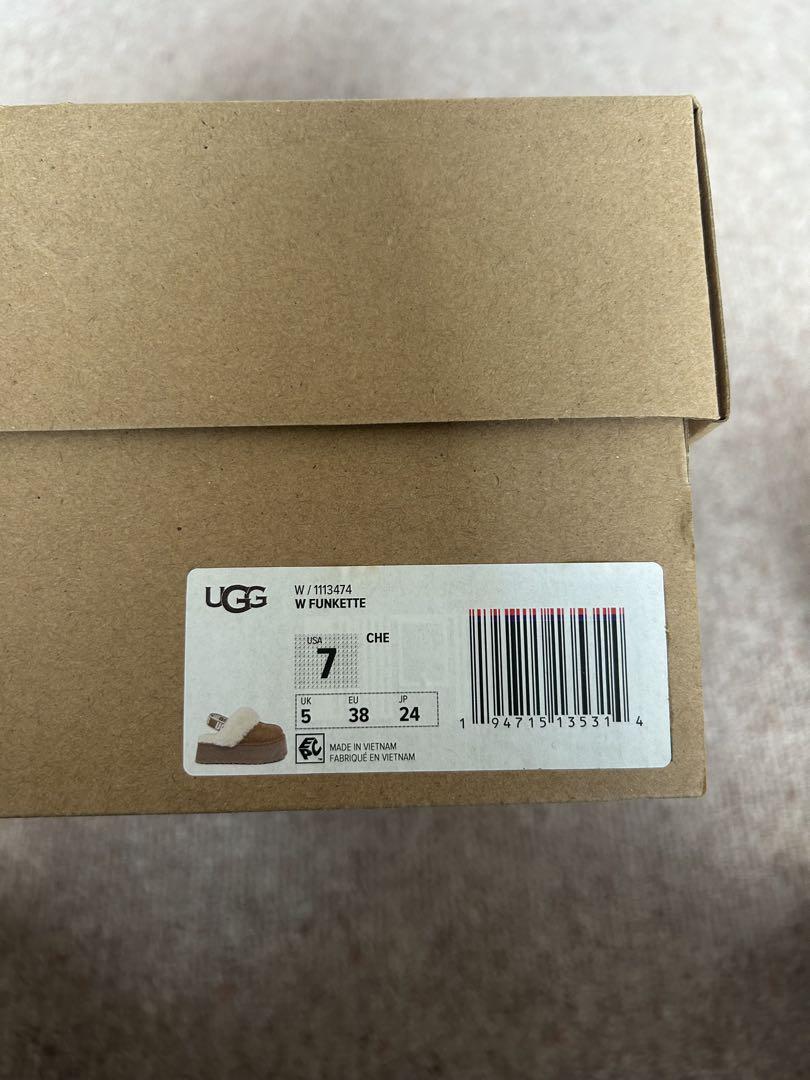 UGG
W / 1113474
W FUNKETTE
USA
7
CHE
UK EU JP
5 38 24
EPC
MADE IN VIETNAM
FABRIQUÉ EN VIETNAM
1 94715 13531 4